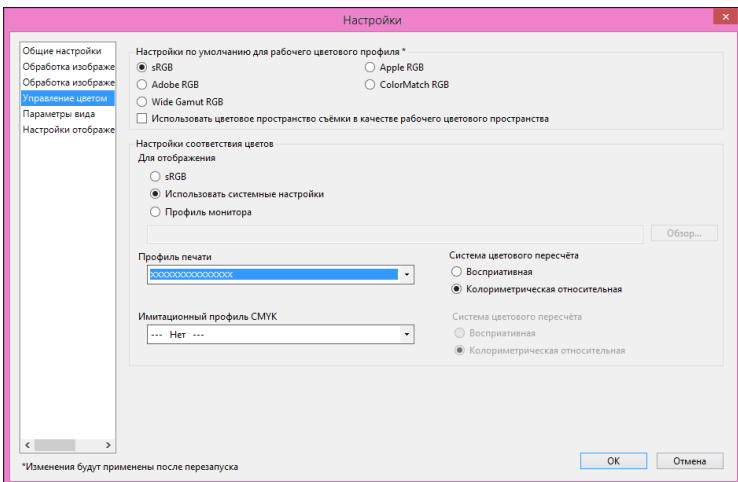 Настройки
Общие настройки
Обработка изображе
Обработка изображе
Управление цветом
Параметры вида
Настройки отображе
Настройки по умолчанию для рабочего цветового профиля *
sRGB
Apple RGB
Adobe RGB
ColorMatch RGB
Wide Gamut RGB
Использовать цветовое пространство съёмки в качестве рабочего цветового пространства
Настройки соответствия цветов
Для отображения
sRGB
Использовать системные настройки
Профиль монитора
Обзор...
Профиль печати
Система цветового пересчёта
xxxxxxxxxxxxxxx
Восприативная
Колориметрическая относительная
Имитационный профиль CMYK
Система цветового пересчёта
--- Нет ---
Восприативная
Колориметрическая относительная
*Изменения будут применены после перезапуска
OK
Отмена